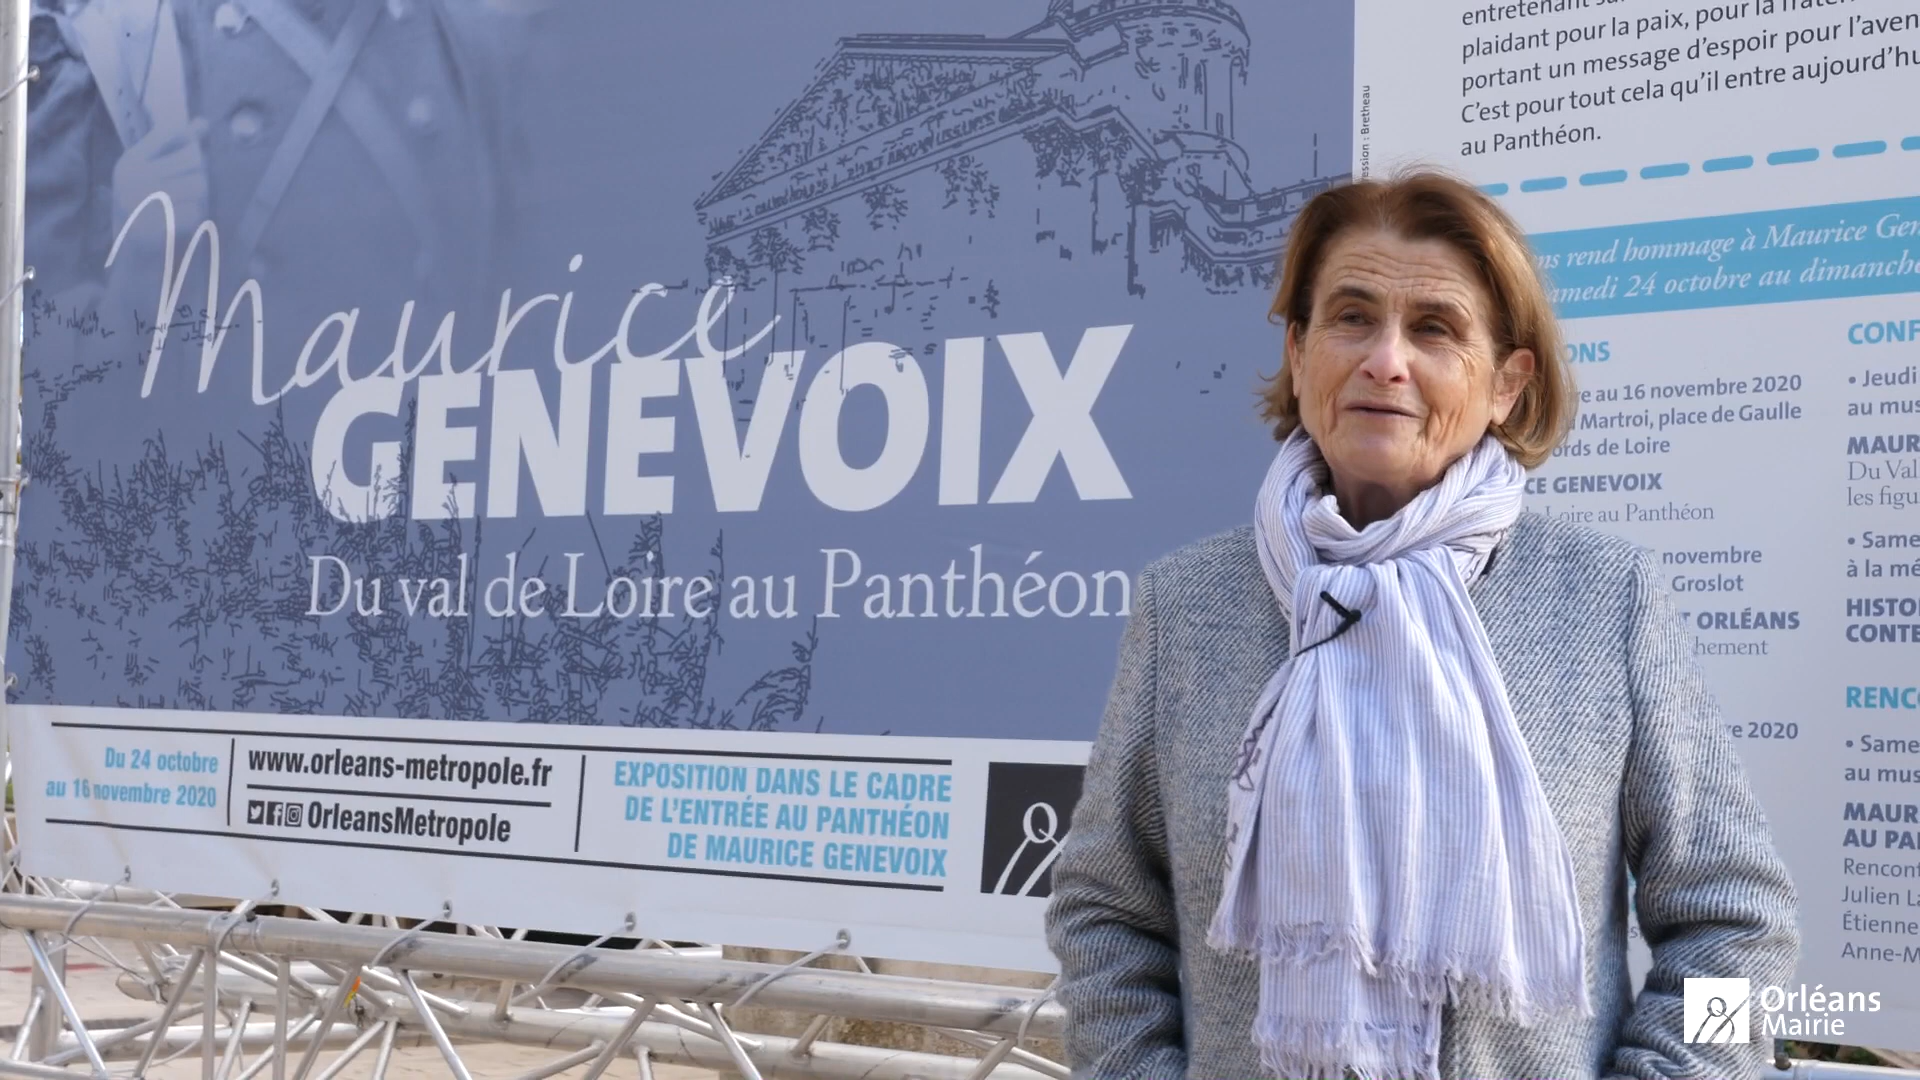 Maurice
GENEVOIX
Du val de Loire au Panthéon
Du 24 octobre
au 16 novembre 2020
www.orleans-metropole.fr
OrleansMetropole
EXPOSITION DANS LE CADRE
DE L'ENTRÉE AU PANTHÉON
DE MAURICE GENEVOIX
entretenant
plaidant pour la paix, pour la
portant un message d'espoir pour l'aven
C'est pour tout cela qu'il entre aujourd'hu
au Panthéon.
ession : Bretheau
ns rend hommage à Maurice Gen
amedi 24 octobre au dimanche
ONS
re au 16 novembre 2020
Martroi, place de Gaulle
ords de Loire
CE GENEVOIX
Loire au Panthéon
novembre
Groslot
T ORLÉANS
hement
re 2020
CONF
• Jeudi
au mus
MAUR
Du Val
les figu
• Same
à la mé
HISTO
CONTE
RENC
• Same
au mus
MAUR
AU PA
Rencont
Julien La
Étienne
Anne-M
Orléans
Mairie